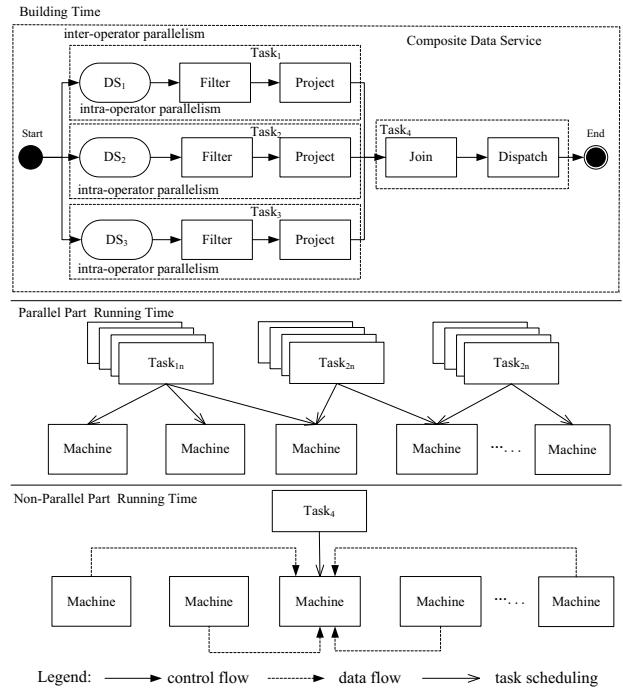 Building Time
inter-operator parallelism
Composite Data Service
Task1
DS1
Filter
Project
intra-operator parallelism
Start
Task2
DS2
Filter
Project
intra-operator parallelism
Task4
Join
Dispatch
End
Task3
DS3
Filter
Project
intra-operator parallelism
Parallel Part Running Time
Task1n
Task2n
Task2n
Machine
Machine
Machine
Machine
...
Machine
Non-Parallel Part Running Time
Task4
Machine
Machine
Machine
Machine
...
Machine
Legend: control flow data flow task scheduling